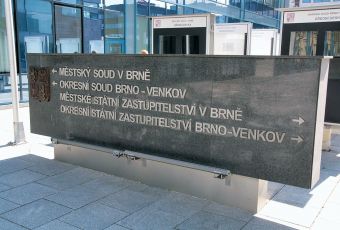 ← MĚSTSKÝ SOUD V BRNĚ
← OKRESNÍ SOUD BRNO - VENKOV
MĚSTSKÉ STÁTNÍ ZASTUPITELSTVÍ V BRNĚ →
OKRESNÍ STÁTNÍ ZASTUPITELSTVÍ BRNO-VENKOV →